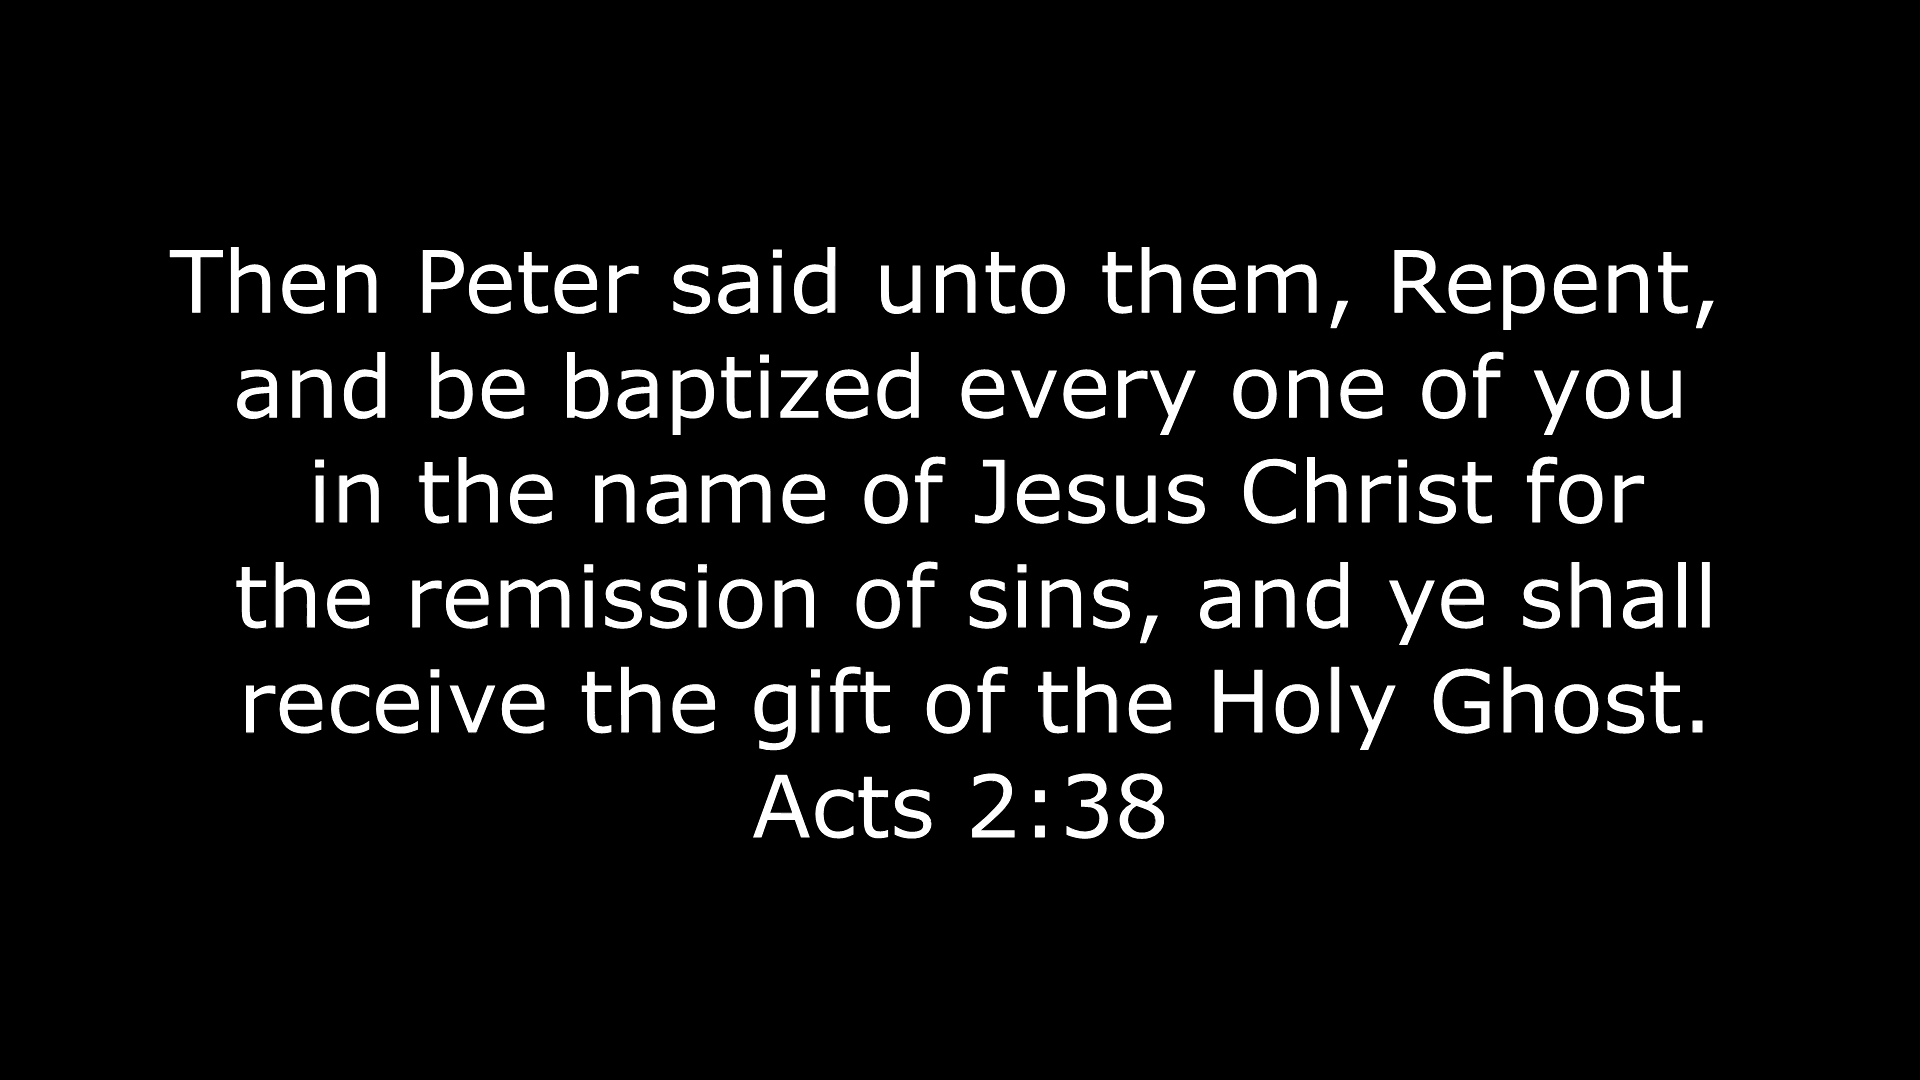 Then Peter said unto them, Repent,
and be baptized every one of you
in the name of Jesus Christ for
the remission of sins, and ye shall
receive the gift of the Holy Ghost.
Acts 2:38